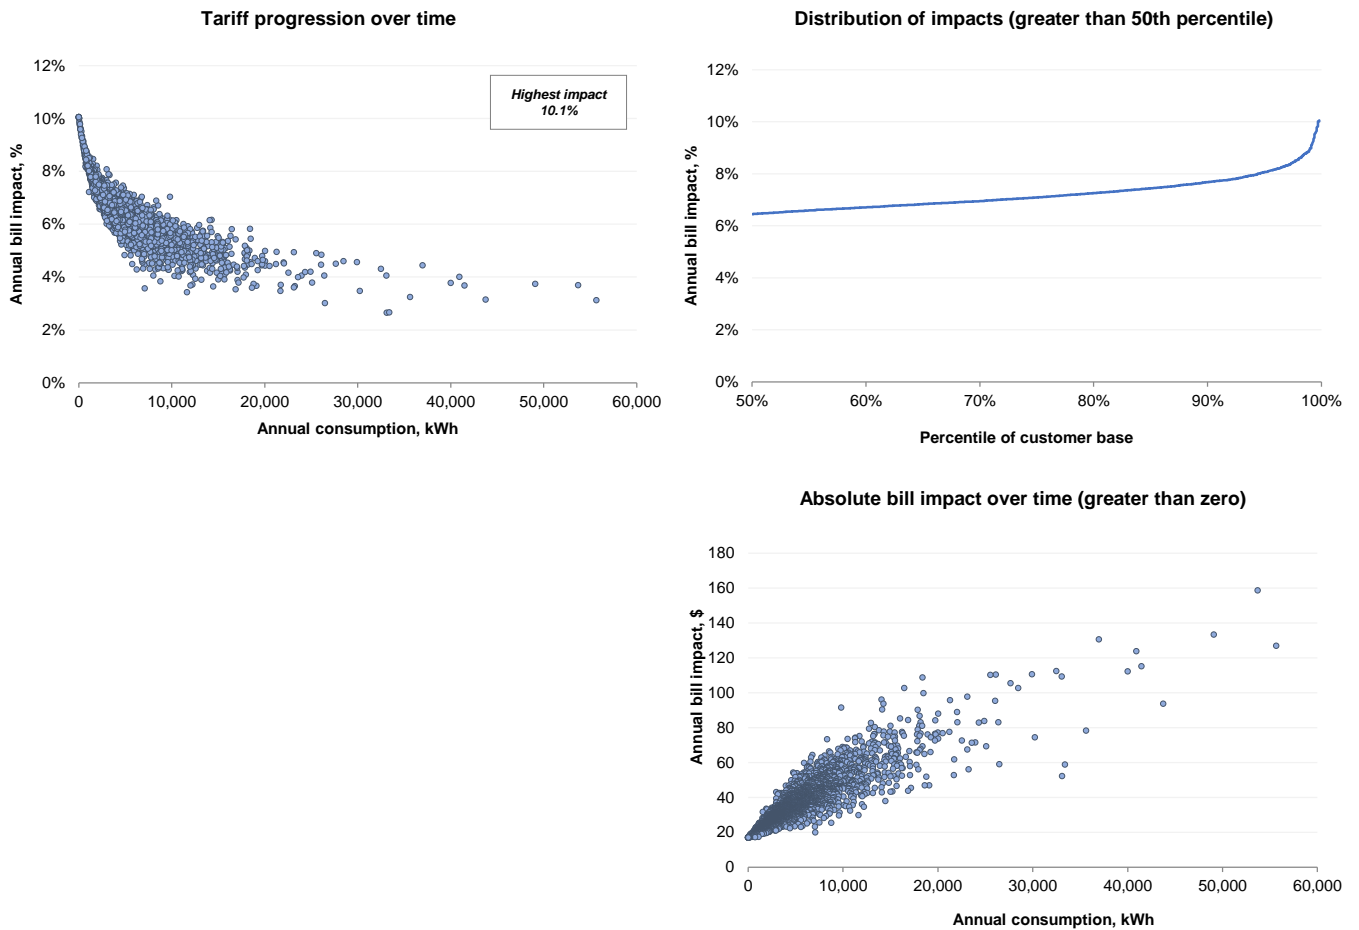 Tariff progression over time
12%
10%
8%
6%
4%
2%
0%
Annual bill impact, %
Highest impact
10.1%
0 10,000 20,000 30,000 40,000 50,000 60,000
Annual consumption, kWh
Distribution of impacts (greater than 50th percentile)
12%
10%
8%
6%
4%
2%
0%
Annual bill impact, %
50% 60% 70% 80% 90% 100%
Percentile of customer base
Absolute bill impact over time (greater than zero)
180
160
140
120
100
80
60
40
20
0
Annual bill impact, $
0 10,000 20,000 30,000 40,000 50,000 60,000
Annual consumption, kWh